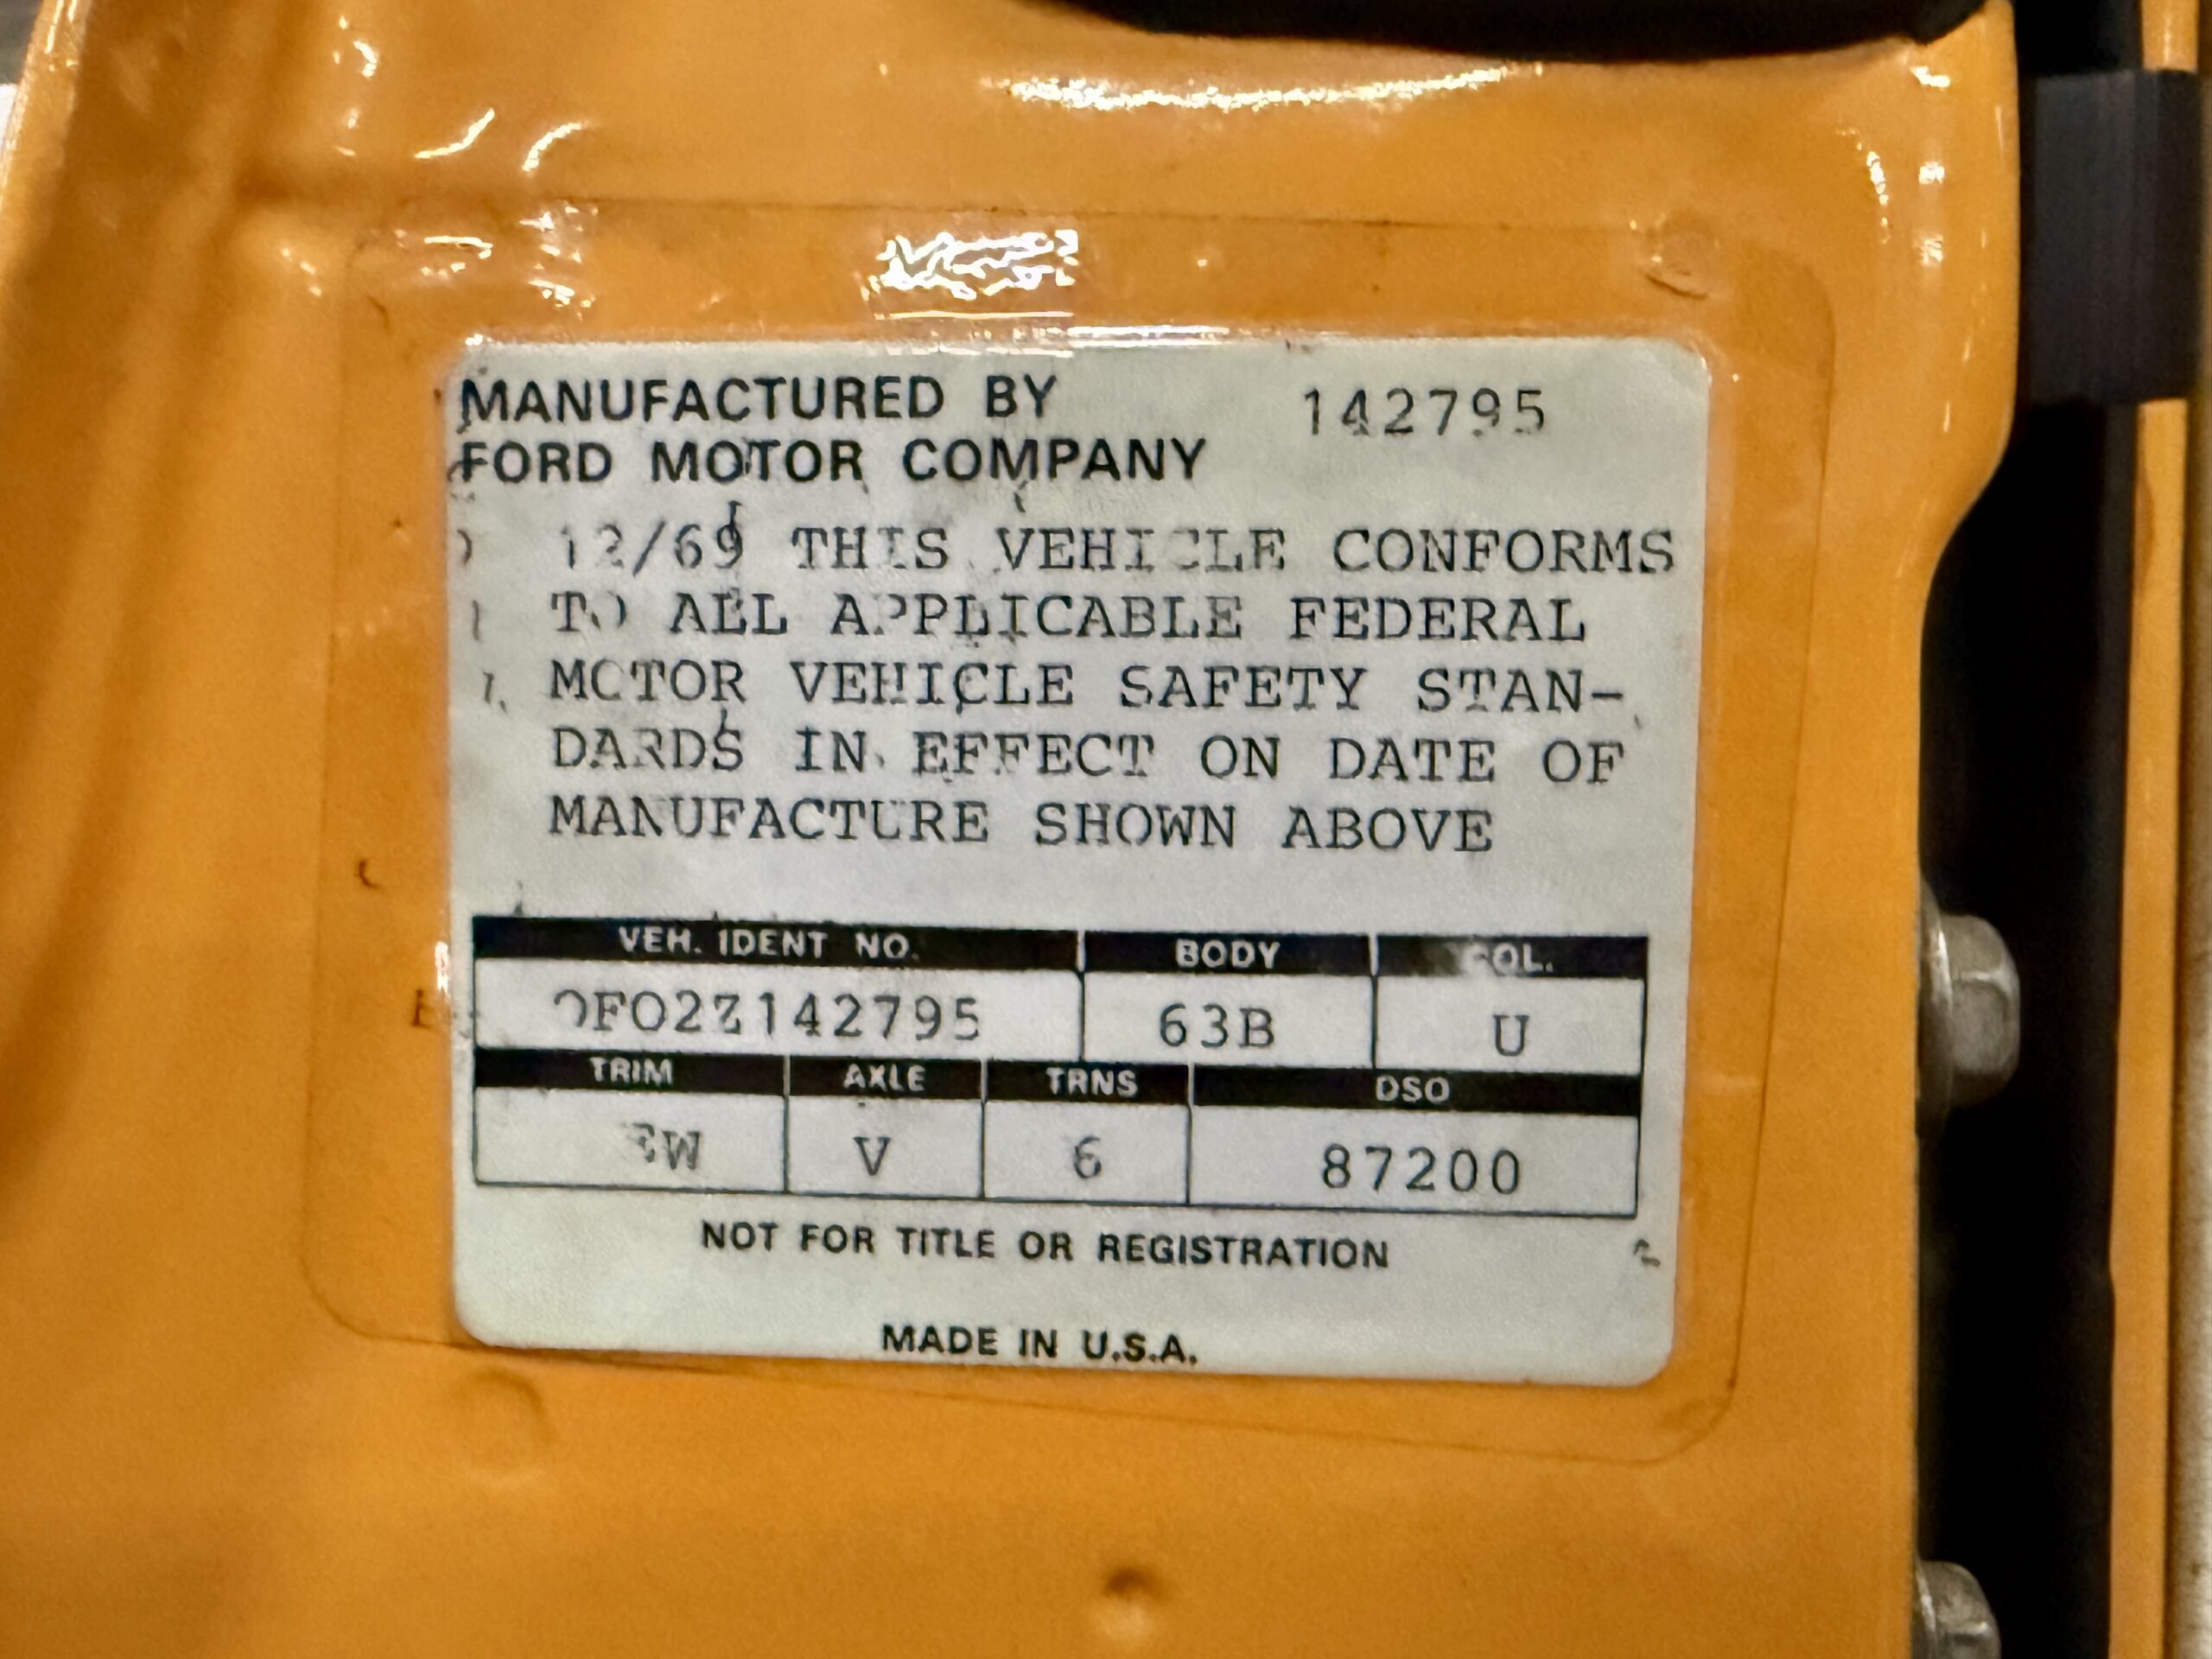 MANUFACTURED BY 142795
FORD MOTOR COMPANY
12/69 THIS VEHICLE CONFORMS
TO ALL APPLICABLE FEDERAL
MOTOR VEHICLE SAFETY STAN-
DARDS IN EFFECT ON DATE OF
MANUFACTURE SHOWN ABOVE
VEH. IDENT NO. BODY COL.
0F02Z142795 63B U
TRIM AXLE TRNS DSO
EW V 6 87200
NOT FOR TITLE OR REGISTRATION
MADE IN U.S.A.